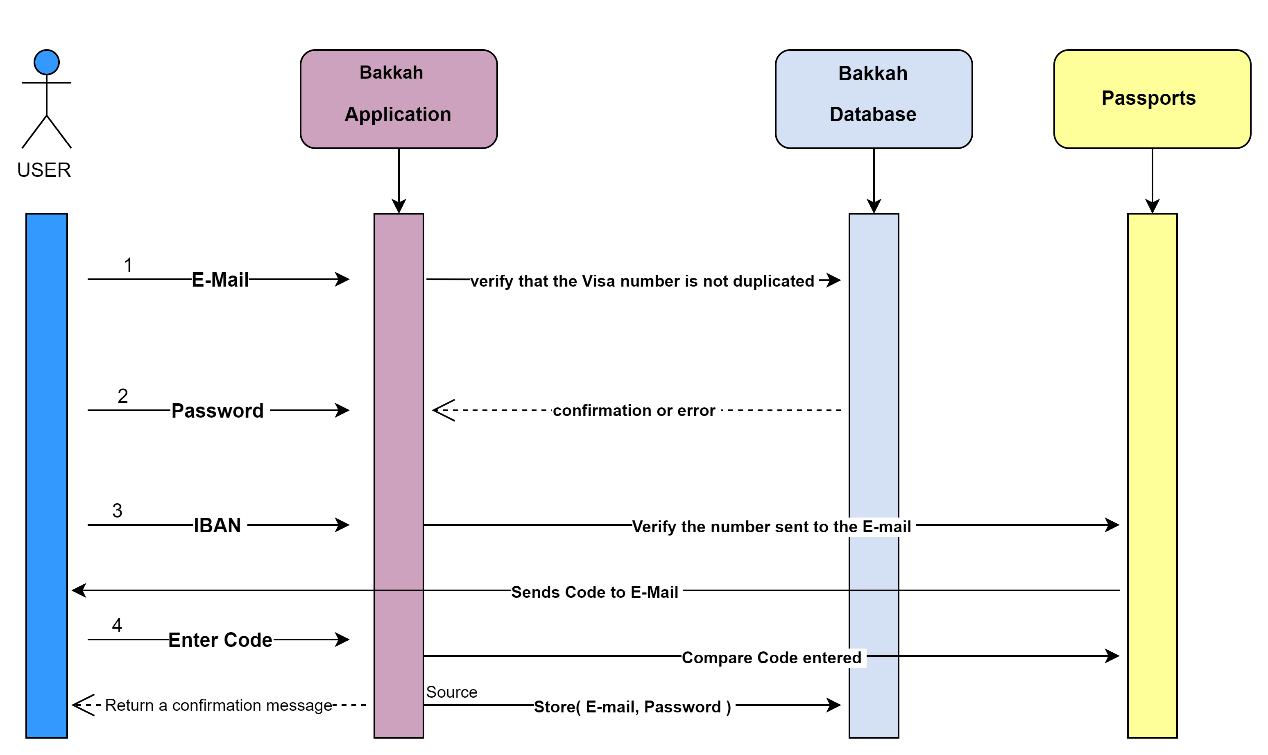 USER
Bakkah
Application
Bakkah
Database
Passports
1
E-Mail
verify that the Visa number is not duplicated
2
Password
confirmation or error
3
IBAN
Verify the number sent to the E-mail
Sends Code to E-Mail
4
Enter Code
Compare Code entered
Return a confirmation message
Source
Store( E-mail, Password )